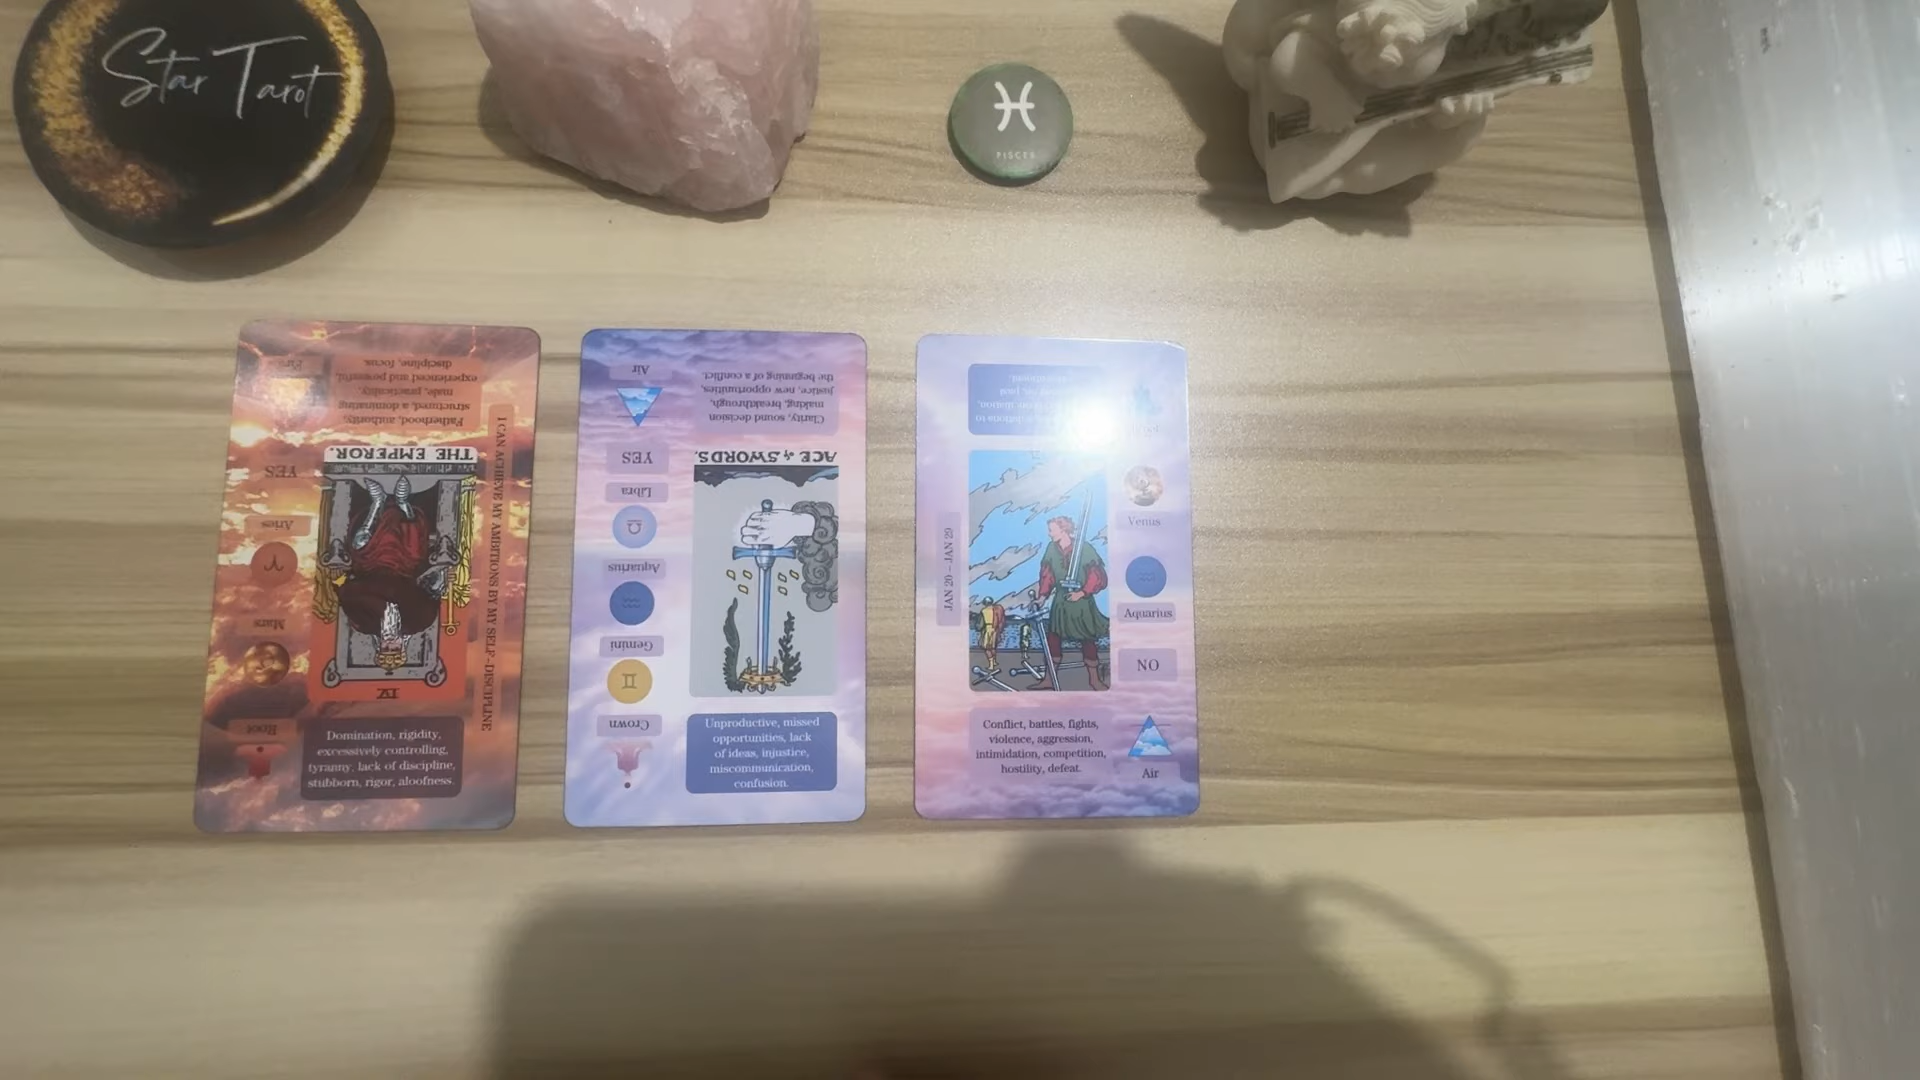 Star Tarot
PISCES
Fatherhood, authority,
structured, a dominating
male, practicality,
experienced and powerful,
discipline, focus.
THE EMPEROR.
YES
Aries
Mars
Root
IV
I CAN ACHIEVE MY AMBITIONS BY MY SELF-DISCIPLINE
Domination, rigidity,
excessively controlling,
tyranny, lack of discipline,
stubborn, rigor, aloofness.
Air
Clarity, sound decision
making, breakthrough,
justice, new opportunities,
the beginning of a conflict.
ACE of SWORDS.
YES
Libra
Aquarius
Gemini
Crown
Unproductive, missed
opportunities, lack
of ideas, injustice,
miscommunication,
confusion.
JAN 20 - JAN 29
Venus
Aquarius
NO
Conflict, battles, fights,
violence, aggression,
intimidation, competition,
hostility, defeat.
Air